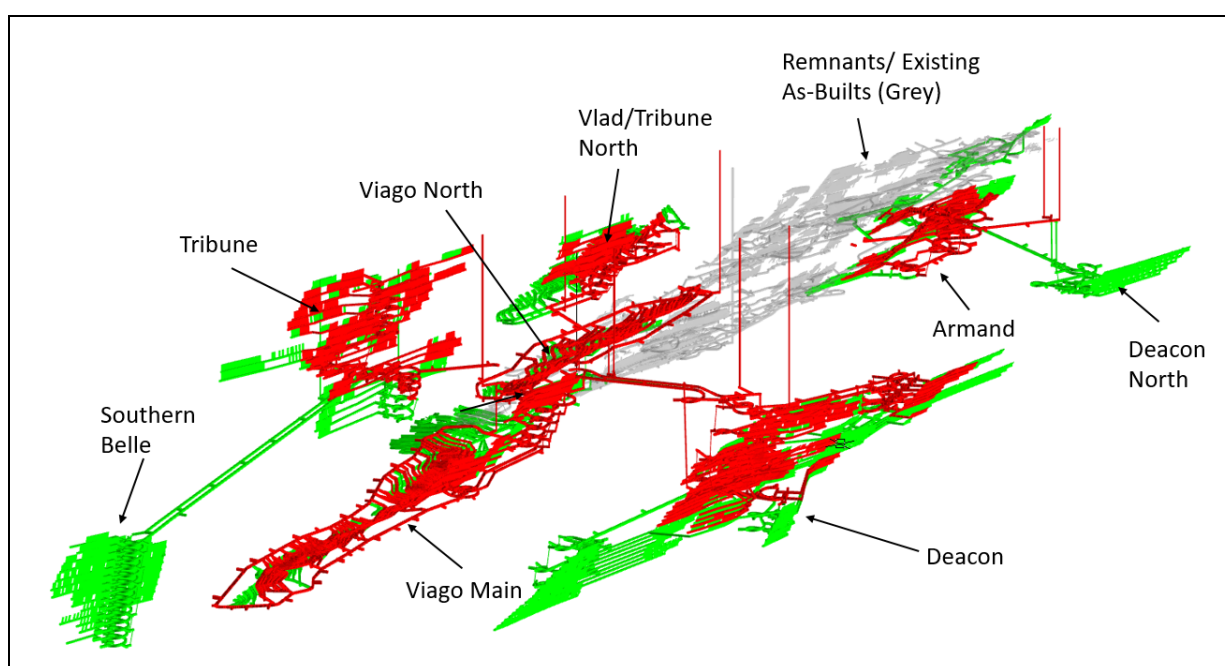 Remnants/ Existing
As-Builts (Grey)
Vlad/Tribune
North
Viago North
Tribune
Armand
Deacon
North
Southern
Belle
Deacon
Viago Main